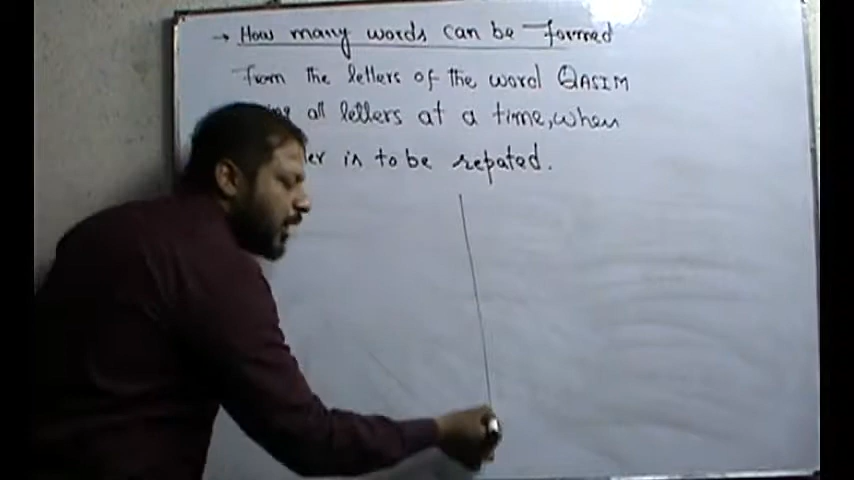 → How many words can be formed
from the letters of the word QASIM
all letters at a time, when
is to be repated.